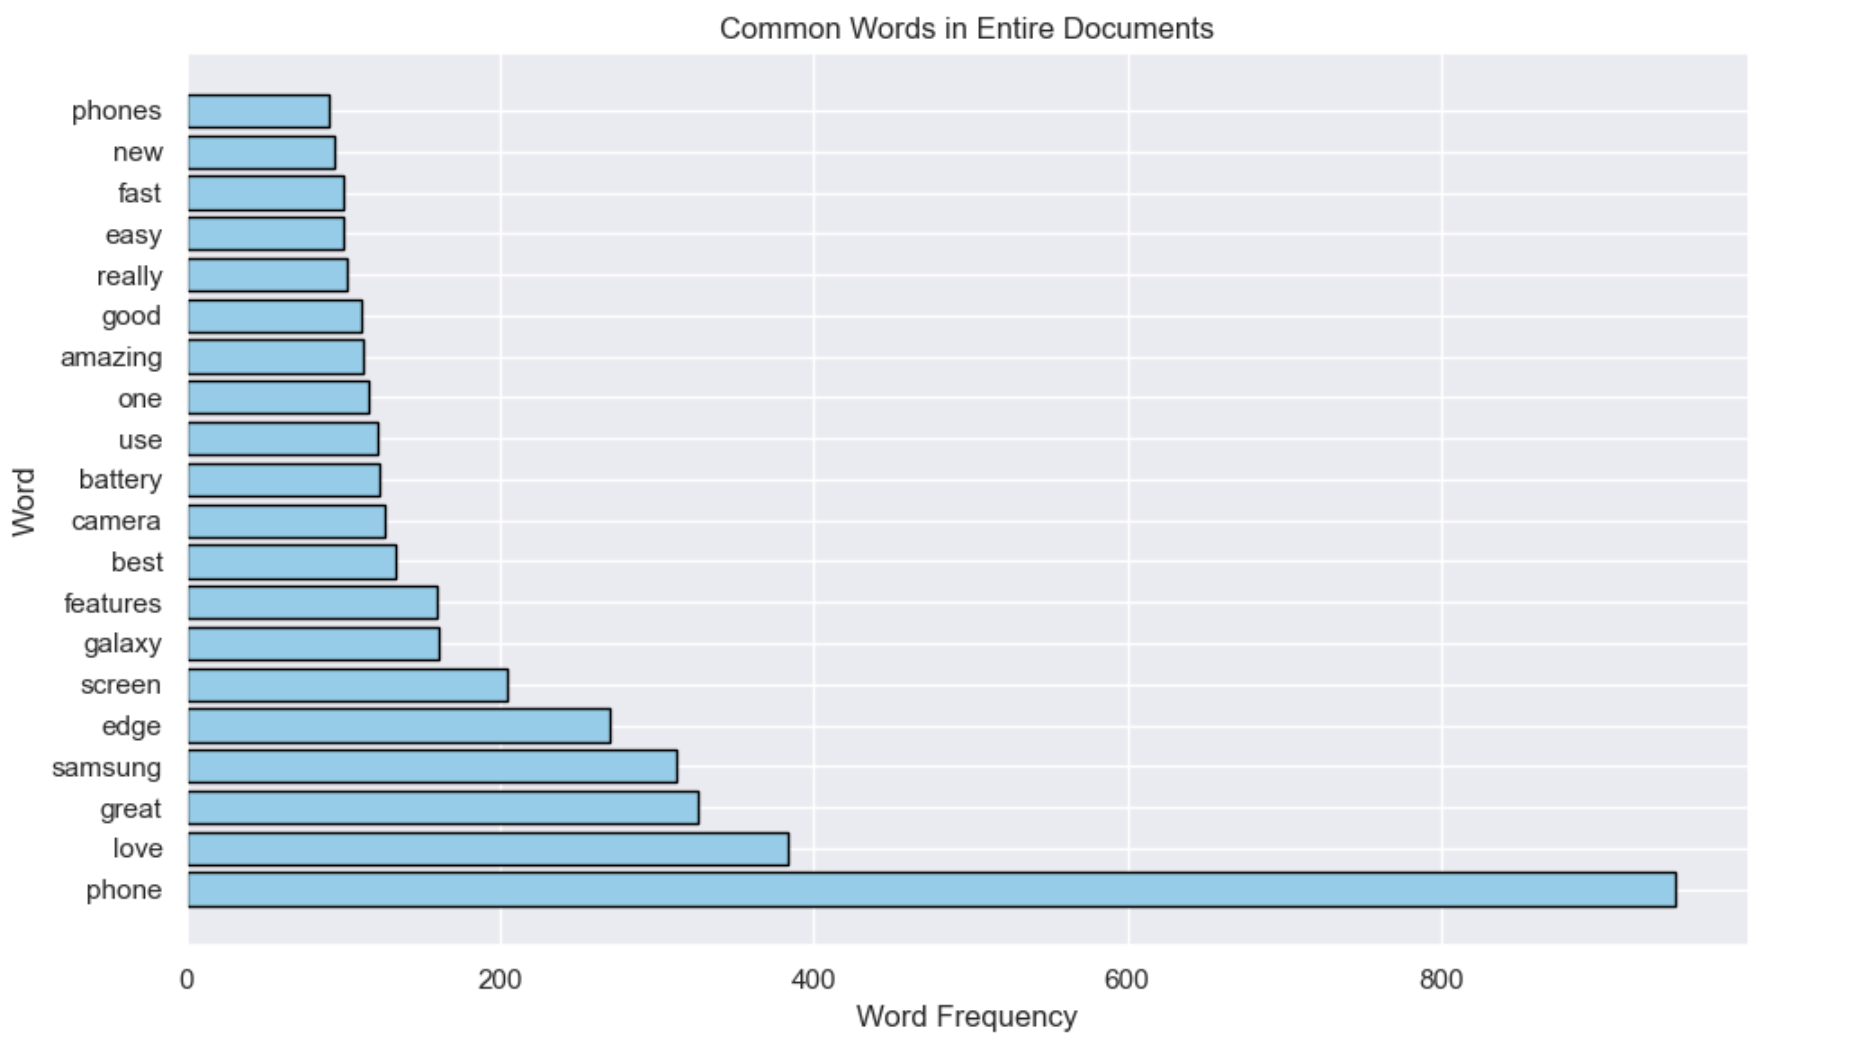 Common Words in Entire Documents
Word
phones
new
fast
easy
really
good
amazing
one
use
battery
camera
best
features
galaxy
screen
edge
samsung
great
love
phone
0 200 400 600 800
Word Frequency